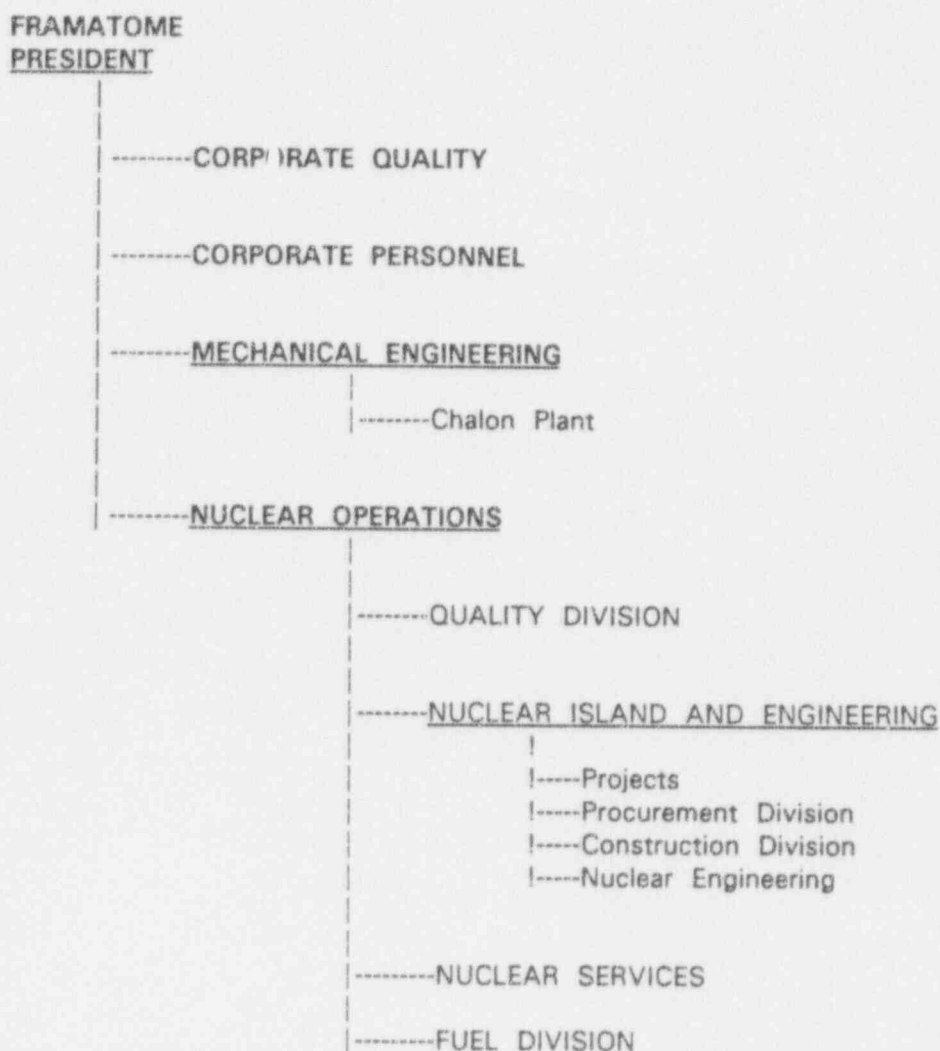 FRAMATOME
PRESIDENT
CORPORATE QUALITY
CORPORATE PERSONNEL
MECHANICAL ENGINEERING
Chalon Plant
NUCLEAR OPERATIONS
QUALITY DIVISION
NUCLEAR ISLAND AND ENGINEERING
!
!-----Projects
!-----Procurement Division
!-----Construction Division
!-----Nuclear Engineering
NUCLEAR SERVICES
FUEL DIVISION